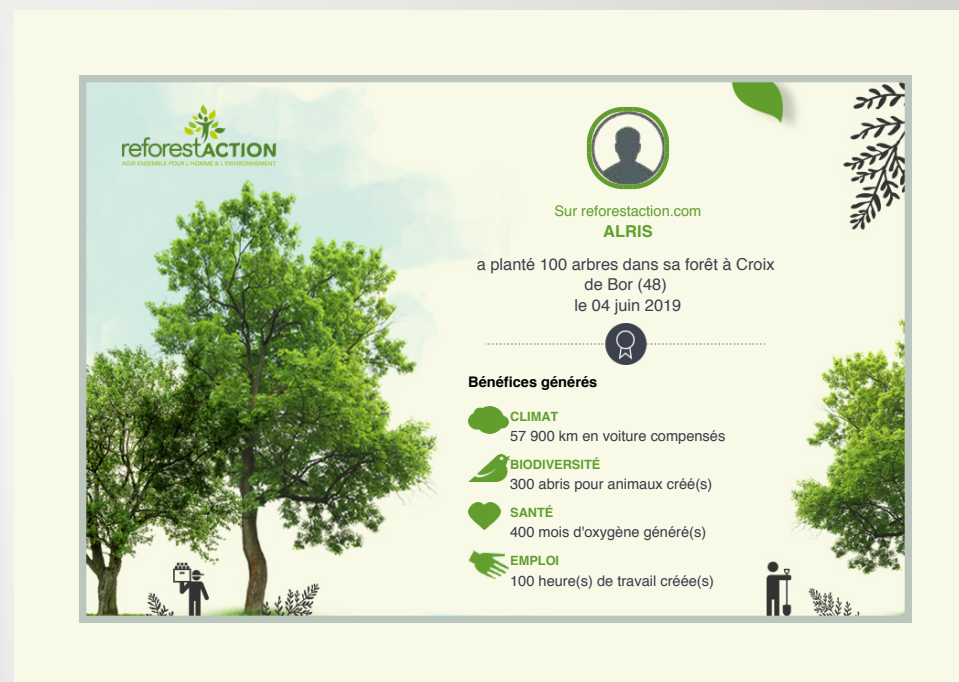 reforestACTION
AGIR ENSEMBLE POUR L'HOMME & L'ENVIRONNEMENT
Sur reforestaction.com
ALRIS
a planté 100 arbres dans sa forêt à Croix
de Bor (48)
le 04 juin 2019
Bénéfices générés
CLIMAT
57 900 km en voiture compensés
BIODIVERSITÉ
300 abris pour animaux créé(s)
SANTÉ
400 mois d'oxygène généré(s)
EMPLOI
100 heure(s) de travail créée(s)